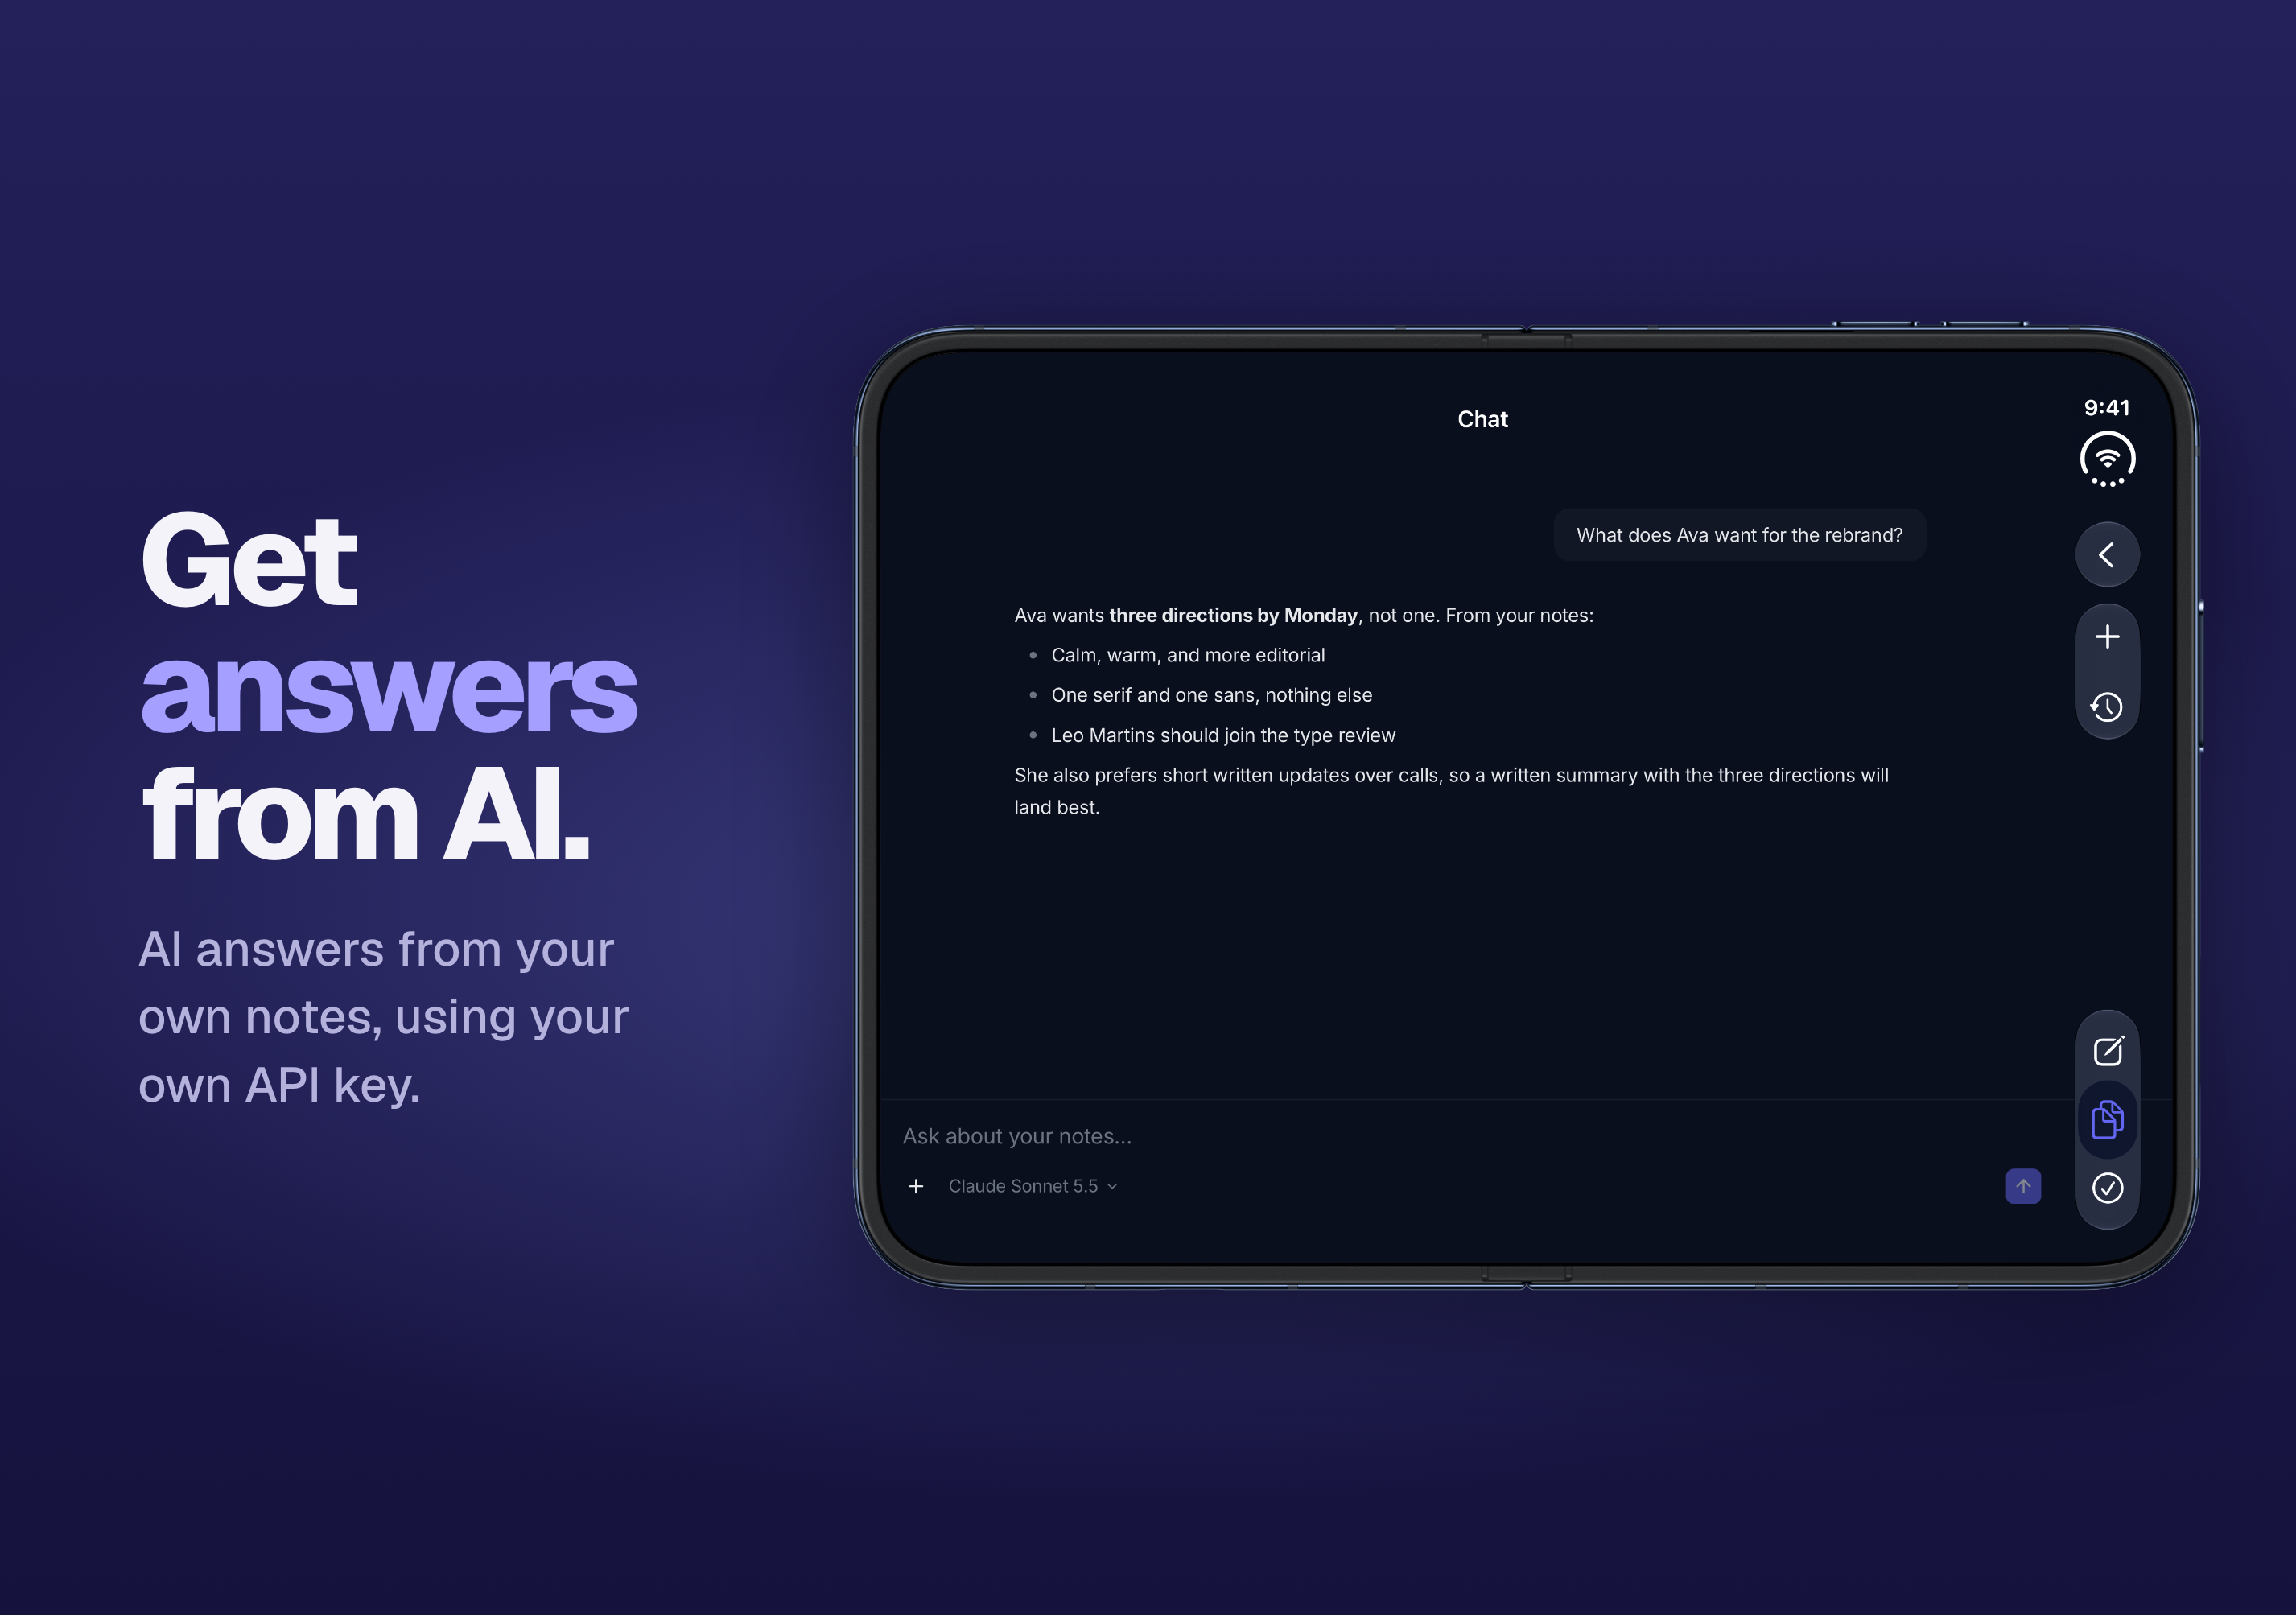 Get
answers
from AI.
AI answers from your
own notes, using your
own API key.
Chat
9:41
What does Ava want for the rebrand?
Ava wants three directions by Monday, not one. From your notes:
Calm, warm, and more editorial
One serif and one sans, nothing else
Leo Martins should join the type review
She also prefers short written updates over calls, so a written summary with the three directions will
land best.
Ask about your notes...
Claude Sonnet 5.5